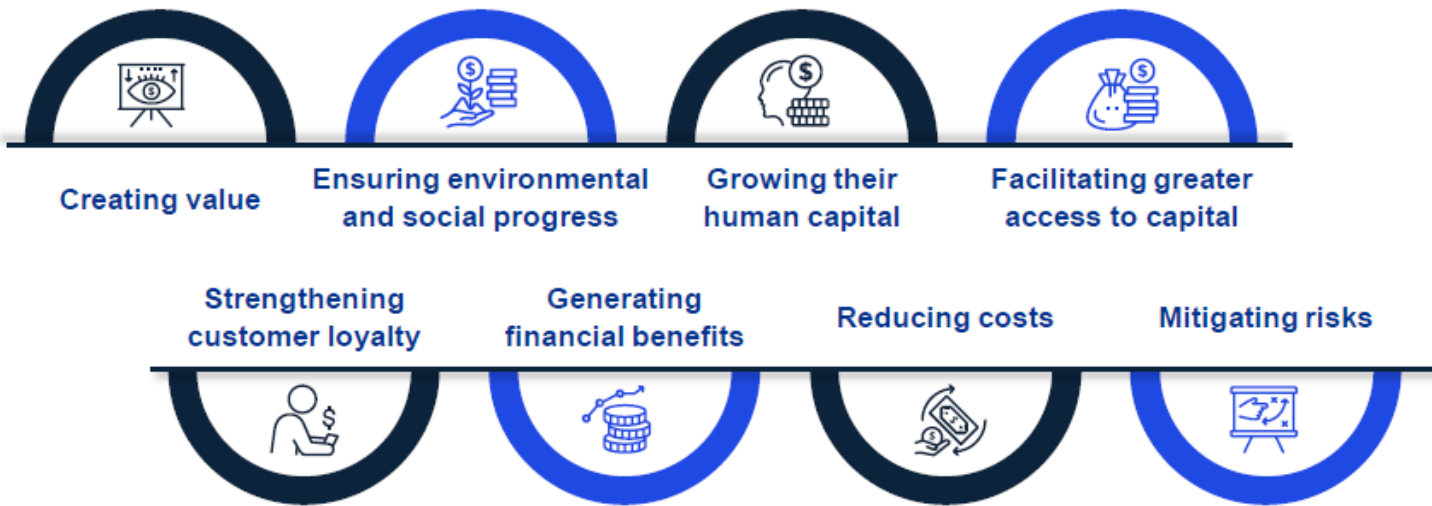 Creating value
Ensuring environmental
and social progress
Growing their
human capital
Facilitating greater
access to capital
Strengthening
customer loyalty
Generating
financial benefits
Reducing costs
Mitigating risks